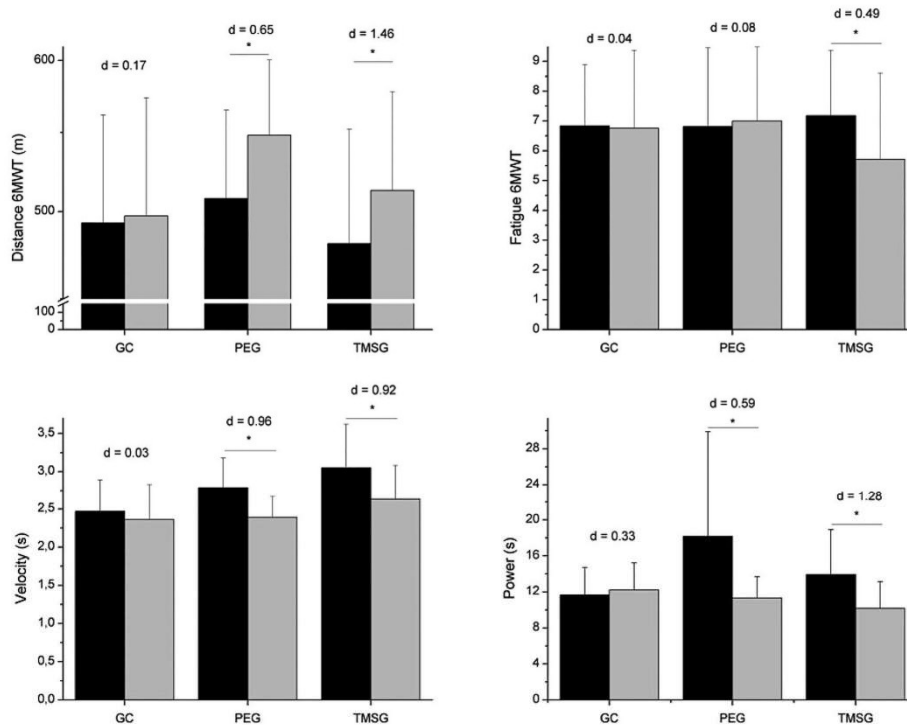 d = 0.17
d = 0.65
*
d = 1.46
*
600
500
100
0
Distance 6MWT (m)
GC
PEG
TMSG
d = 0.04
d = 0.08
d = 0.49
*
9
8
7
6
5
4
3
2
1
0
Fatigue 6MWT
GC
PEG
TMSG
d = 0.03
d = 0.96
*
d = 0.92
*
3,5
3,0
2,5
2,0
1,5
1,0
0,5
0,0
Velocity (s)
GC
PEG
TMSG
d = 0.33
d = 0.59
*
d = 1.28
*
28
24
20
16
12
8
4
0
Power (s)
GC
PEG
TMSG